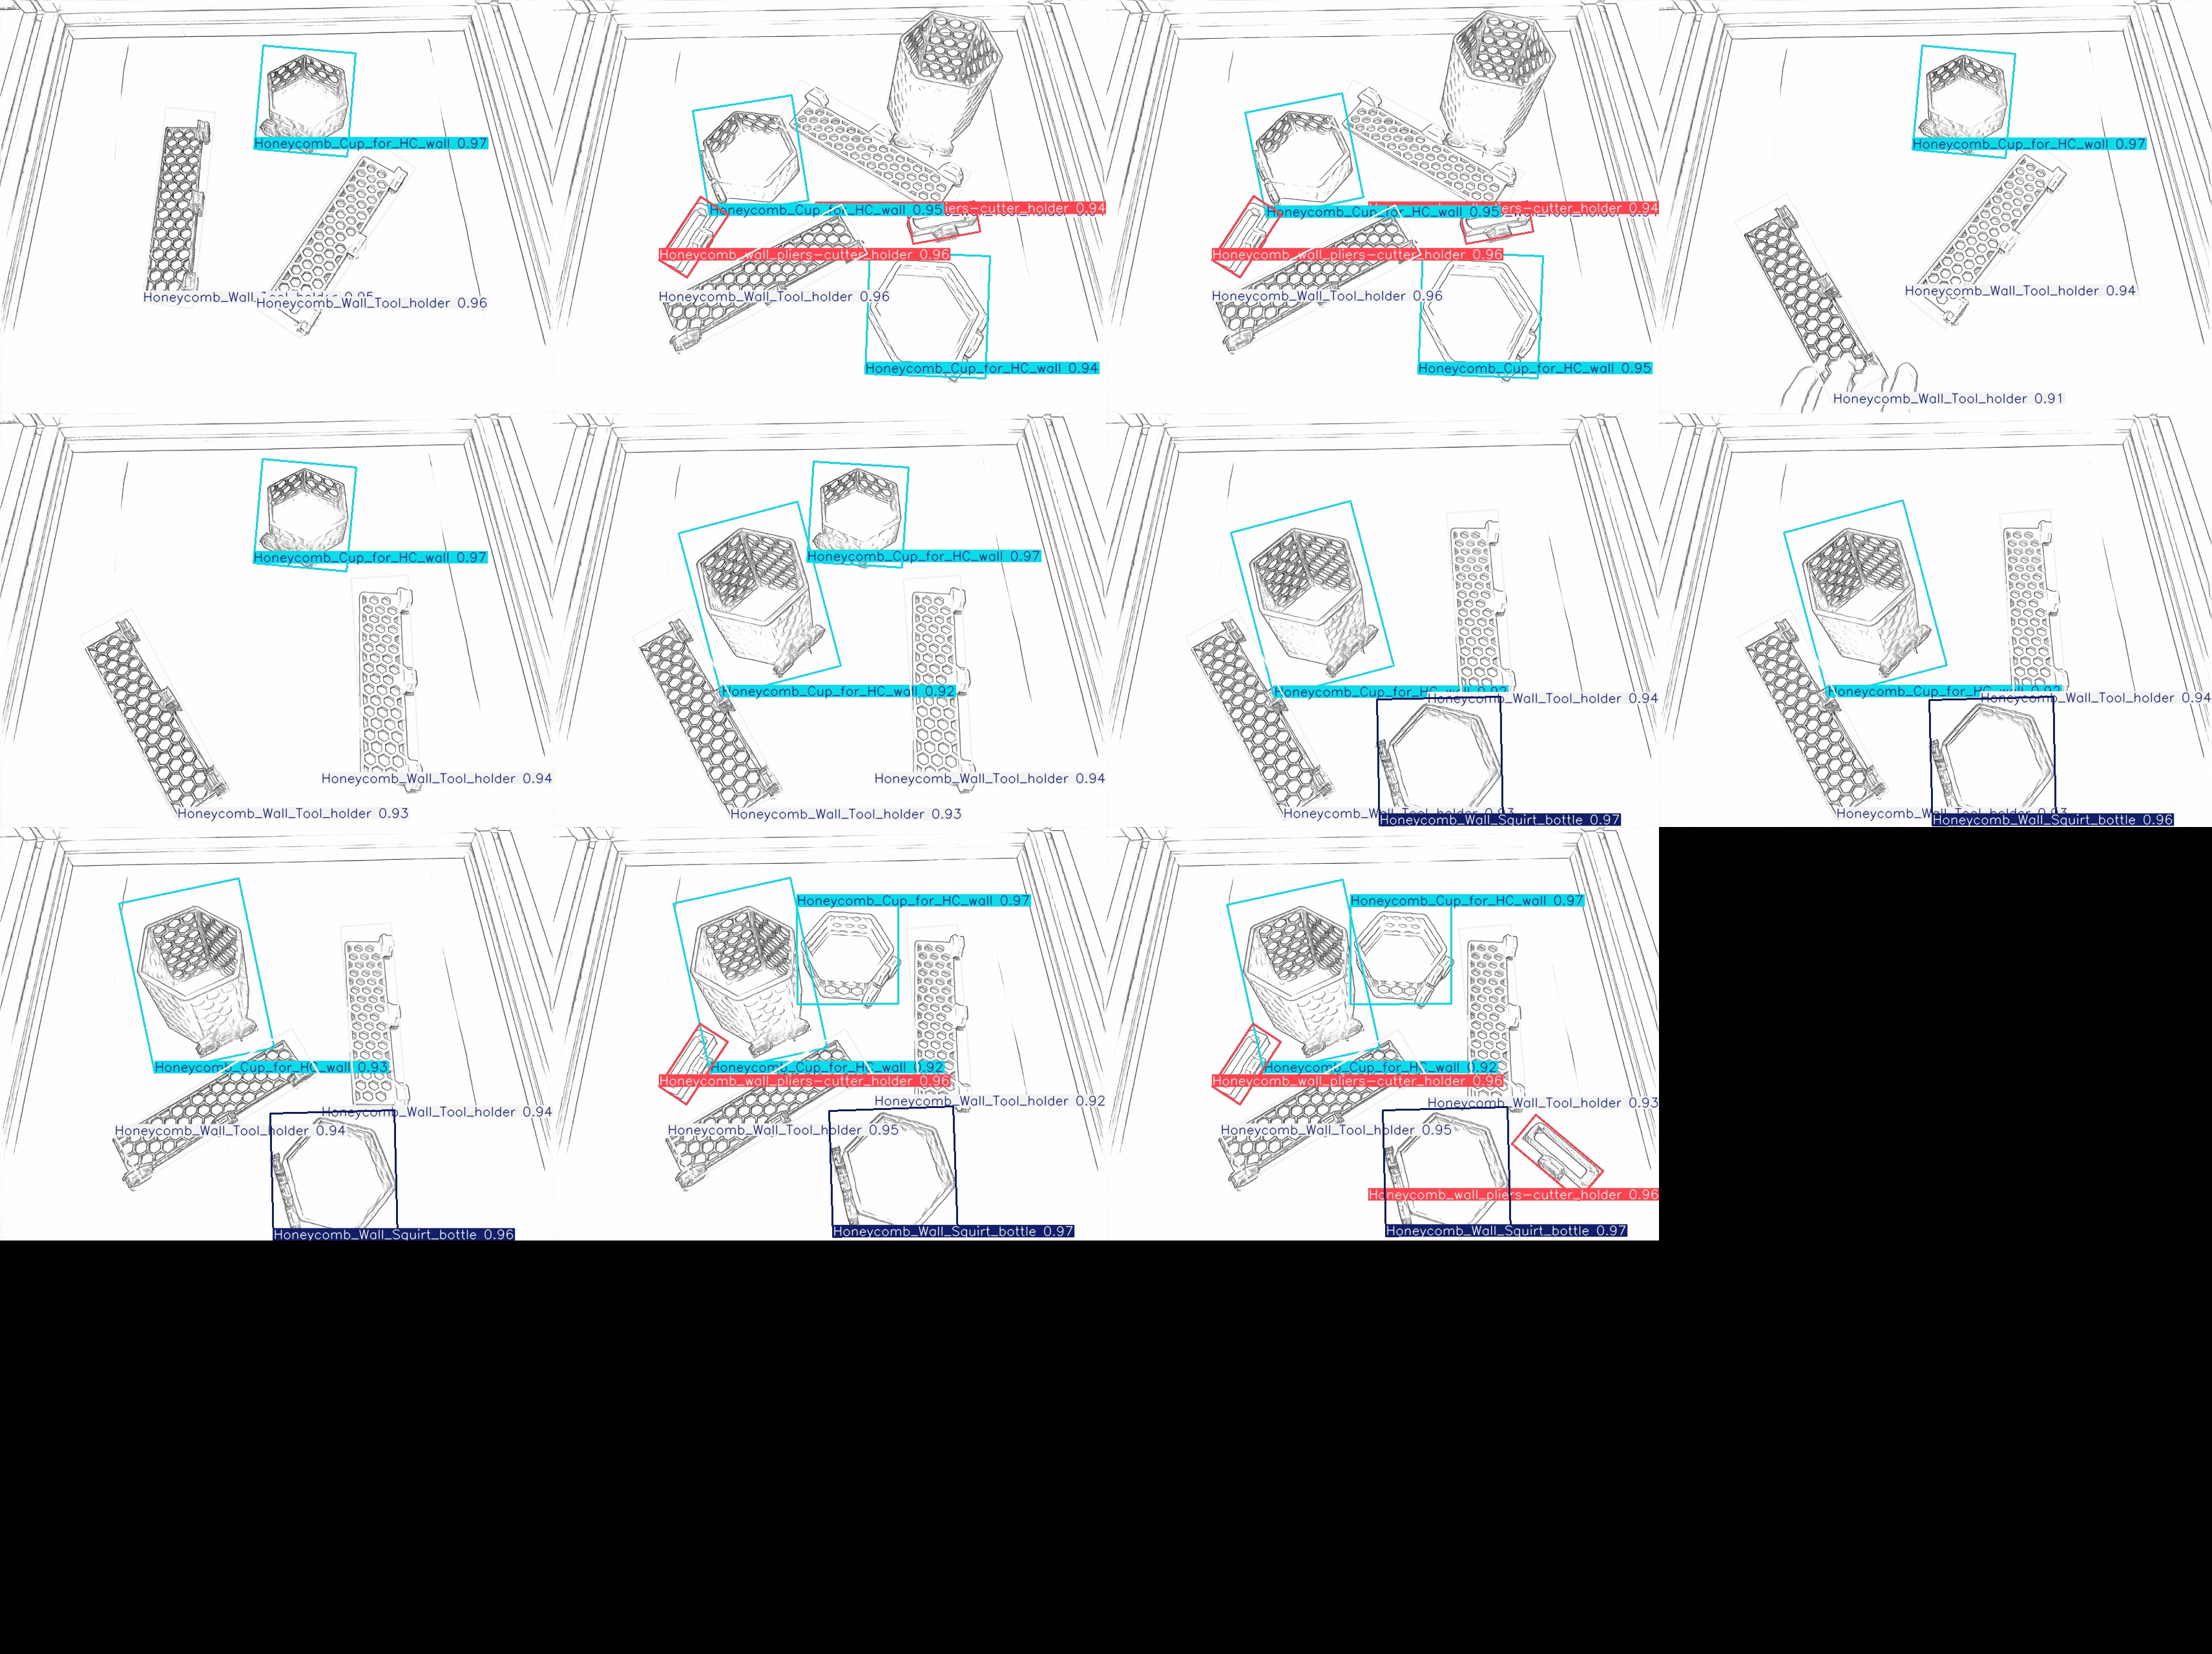 Honeycomb_Cup_for_HC_wall 0.97
Honeycomb_Wall_Tool_holder 0.95
Honeycomb_Wall_Tool_holder 0.96
Honeycomb_Cup_for_HC_wall 0.95
iers-cutter_holder 0.94
Honeycomb_wall_pliers-cutter_holder 0.96
Honeycomb_Wall_Tool_holder 0.96
Honeycomb_Cup_for_HC_wall 0.94
Honeycomb_Cup_for_HC_wall 0.95
ers-cutter_holder 0.94
Honeycomb_wall_pliers-cutter_holder 0.96
Honeycomb_Wall_Tool_holder 0.96
Honeycomb_Cup_for_HC_wall 0.95
Honeycomb_Cup_for_HC_wall 0.97
Honeycomb_Wall_Tool_holder 0.94
Honeycomb_Wall_Tool_holder 0.91
Honeycomb_Cup_for_HC_wall 0.97
Honeycomb_Wall_Tool_holder 0.94
Honeycomb_Wall_Tool_holder 0.93
Honeycomb_Cup_for_HC_wall 0.97
Honeycomb_Cup_for_HC_wall 0.92
Honeycomb_Wall_Tool_holder 0.94
Honeycomb_Wall_Tool_holder 0.93
Honeycomb_Cup_for_HC_wall 0.92
Honeycomb_Wall_Tool_holder 0.94
Honeycomb_Wall_Tool_holder 0.93
Honeycomb_Wall_Squirt_bottle 0.97
Honeycomb_Cup_for_HC_wall 0.92
Honeycomb_Wall_Tool_holder 0.94
Honeycomb_Wall_Tool_holder 0.93
Honeycomb_Wall_Squirt_bottle 0.96
Honeycomb_Cup_for_HC_wall 0.93
Honeycomb_Wall_Tool_holder 0.94
Honeycomb_Wall_Tool_holder 0.94
Honeycomb_Wall_Squirt_bottle 0.96
Honeycomb_Cup_for_HC_wall 0.97
Honeycomb_Cup_for_HC_wall 0.92
Honeycomb_wall_pliers-cutter_holder 0.96
Honeycomb_Wall_Tool_holder 0.92
Honeycomb_Wall_Tool_holder 0.95
Honeycomb_Wall_Squirt_bottle 0.97
Honeycomb_Cup_for_HC_wall 0.97
Honeycomb_Cup_for_HC_wall 0.92
Honeycomb_wall_pliers-cutter_holder 0.96
Honeycomb_Wall_Tool_holder 0.93
Honeycomb_Wall_Tool_holder 0.95
Honeycomb_wall_pliers-cutter_holder 0.96
Honeycomb_Wall_Squirt_bottle 0.97